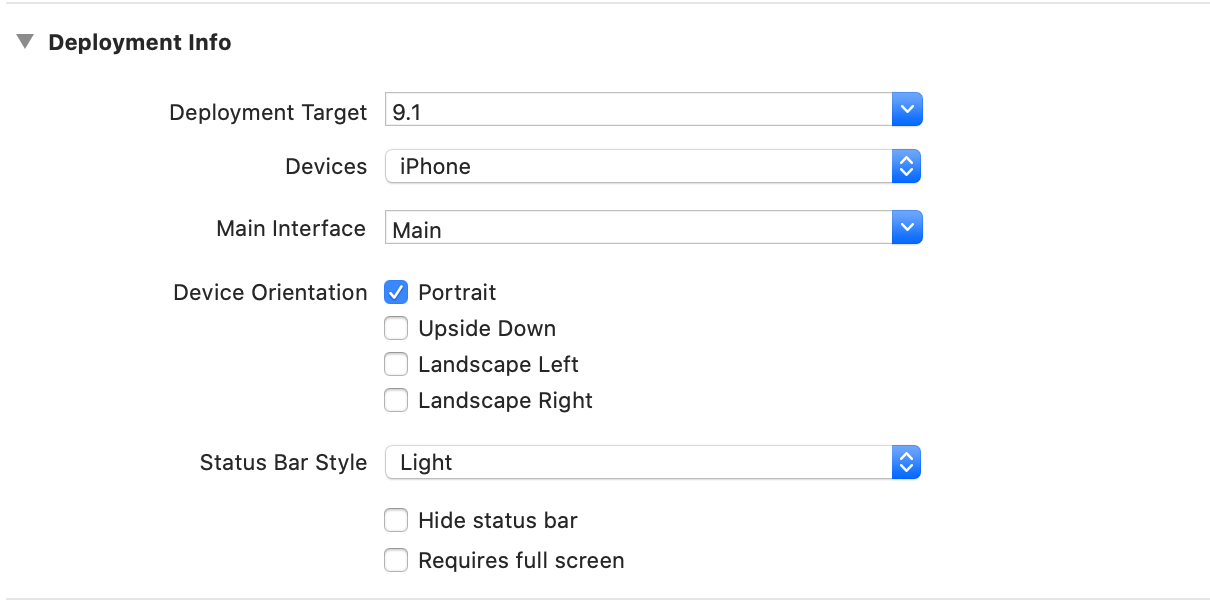 Deployment Info
Deployment Target 9.1
Devices iPhone
Main Interface Main
Device Orientation Portrait
Upside Down
Landscape Left
Landscape Right
Status Bar Style Light
Hide status bar
Requires full screen